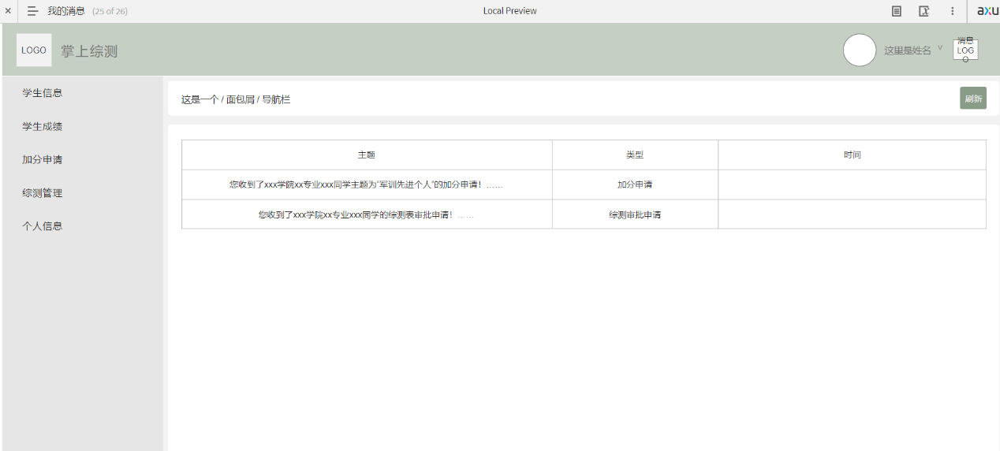 我的消息 (25 of 26) Local Preview axu
LOGO 掌上综测 这里是姓名 消息LOGO
学生信息
学生成绩
加分申请
综测管理
个人信息
这是一个 / 面包屑 / 导航栏 刷新
主题 类型 时间
您收到了xxx学院xx专业xxx同学主题为"军训先进个人"的加分申请！…… 加分申请
您收到了xxx学院xx专业xxx同学的综测表审批申请！…… 综测审批申请